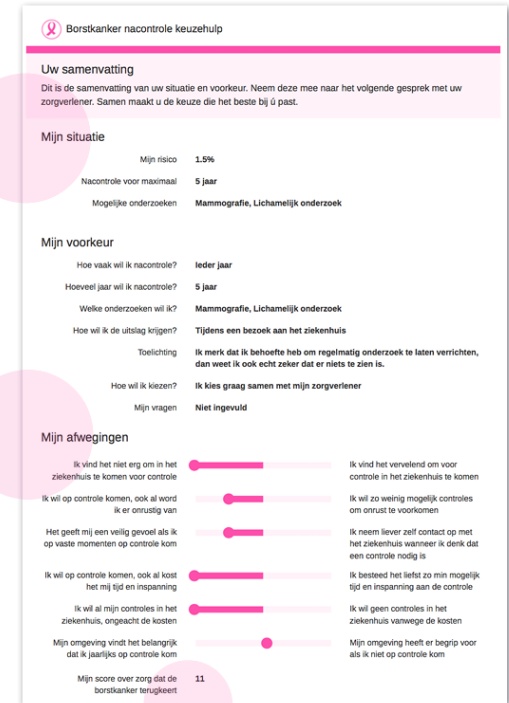 Borstkanker nacontrole keuzehulp
Uw samenvatting
Dit is de samenvatting van uw situatie en voorkeur. Neem deze mee naar het volgende gesprek met uw
zorgverlener. Samen maakt u de keuze die het beste bij ú past.
Mijn situatie
Mijn risico 1.5%
Nacontrole voor maximaal 5 jaar
Mogelijke onderzoeken Mammografie, Lichamelijk onderzoek
Mijn voorkeur
Hoe vaak wil ik nacontrole? Ieder jaar
Hoeveel jaar wil ik nacontrole? 5 jaar
Welke onderzoeken wil ik? Mammografie, Lichamelijk onderzoek
Hoe wil ik de uitslag krijgen? Tijdens een bezoek aan het ziekenhuis
Toelichting Ik merk dat ik behoefte heb om regelmatig onderzoek te laten verrichten,
dan weet ik ook echt zeker dat er niets te zien is.
Hoe wil ik kiezen? Ik kies graag samen met mijn zorgverlener
Mijn vragen Niet ingevuld
Mijn afwegingen
Ik vind het niet erg om in het
ziekenhuis te komen voor controle
Ik vind het vervelend om voor
controle in het ziekenhuis te komen
Ik wil op controle komen, ook al word
ik er onrustig van
Ik wil zo weinig mogelijk controles
om onrust te voorkomen
Het geeft mij een veilig gevoel als ik
op vaste momenten op controle kom
Ik neem liever zelf contact op met
het ziekenhuis wanneer ik denk dat
een controle nodig is
Ik wil op controle komen, ook al kost
het mij tijd en inspanning
Ik besteed het liefst zo min mogelijk
tijd en inspanning aan de controle
Ik wil al mijn controles in het
ziekenhuis, ongeacht de kosten
Ik wil geen controles in het
ziekenhuis vanwege de kosten
Mijn omgeving vindt het belangrijk
dat ik jaarlijks op controle kom
Mijn omgeving heeft er begrip voor
als ik niet op controle kom
Mijn score over zorg dat de
borstkanker terugkeert
11